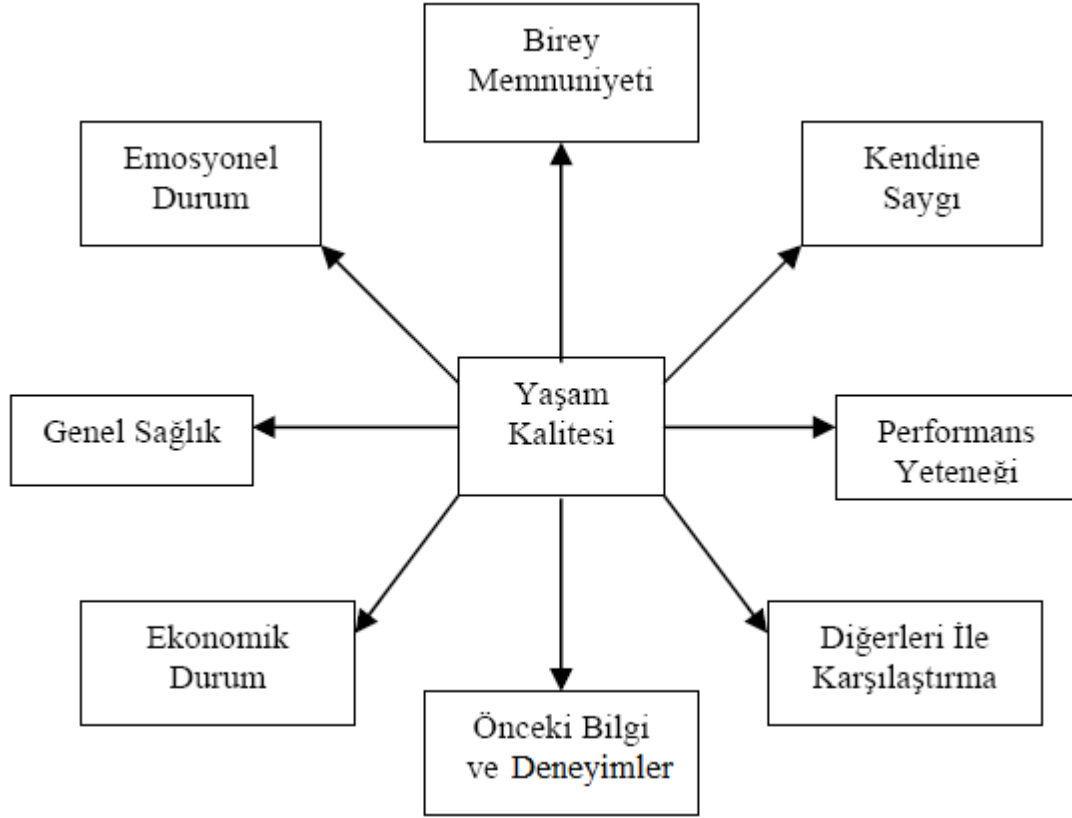 Birey
Memnuniyeti
Emosyonel
Durum
Kendine
Saygı
Yaşam
Kalitesi
Genel Sağlık
Performans
Yeteneği
Ekonomik
Durum
Diğerleri İle
Karşılaştırma
Önceki Bilgi
ve Deneyimler